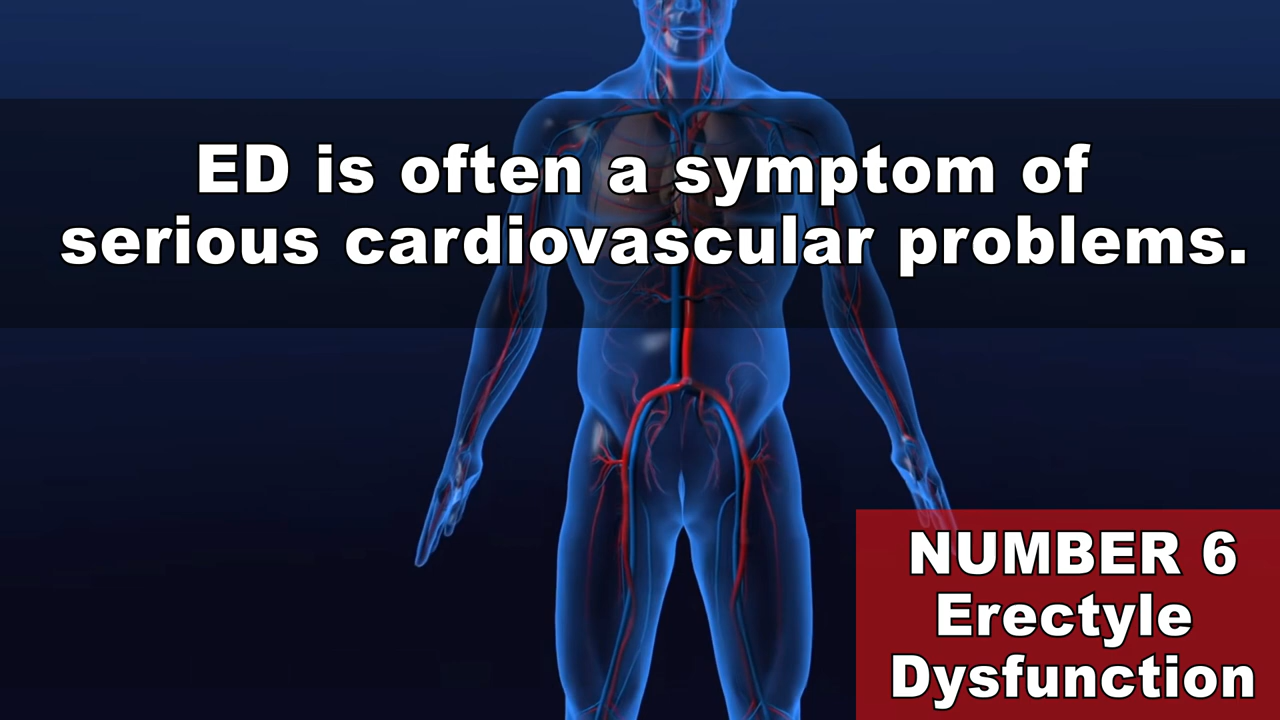 ED is often a symptom of
serious cardiovascular problems.
NUMBER 6
Erectyle
Dysfunction